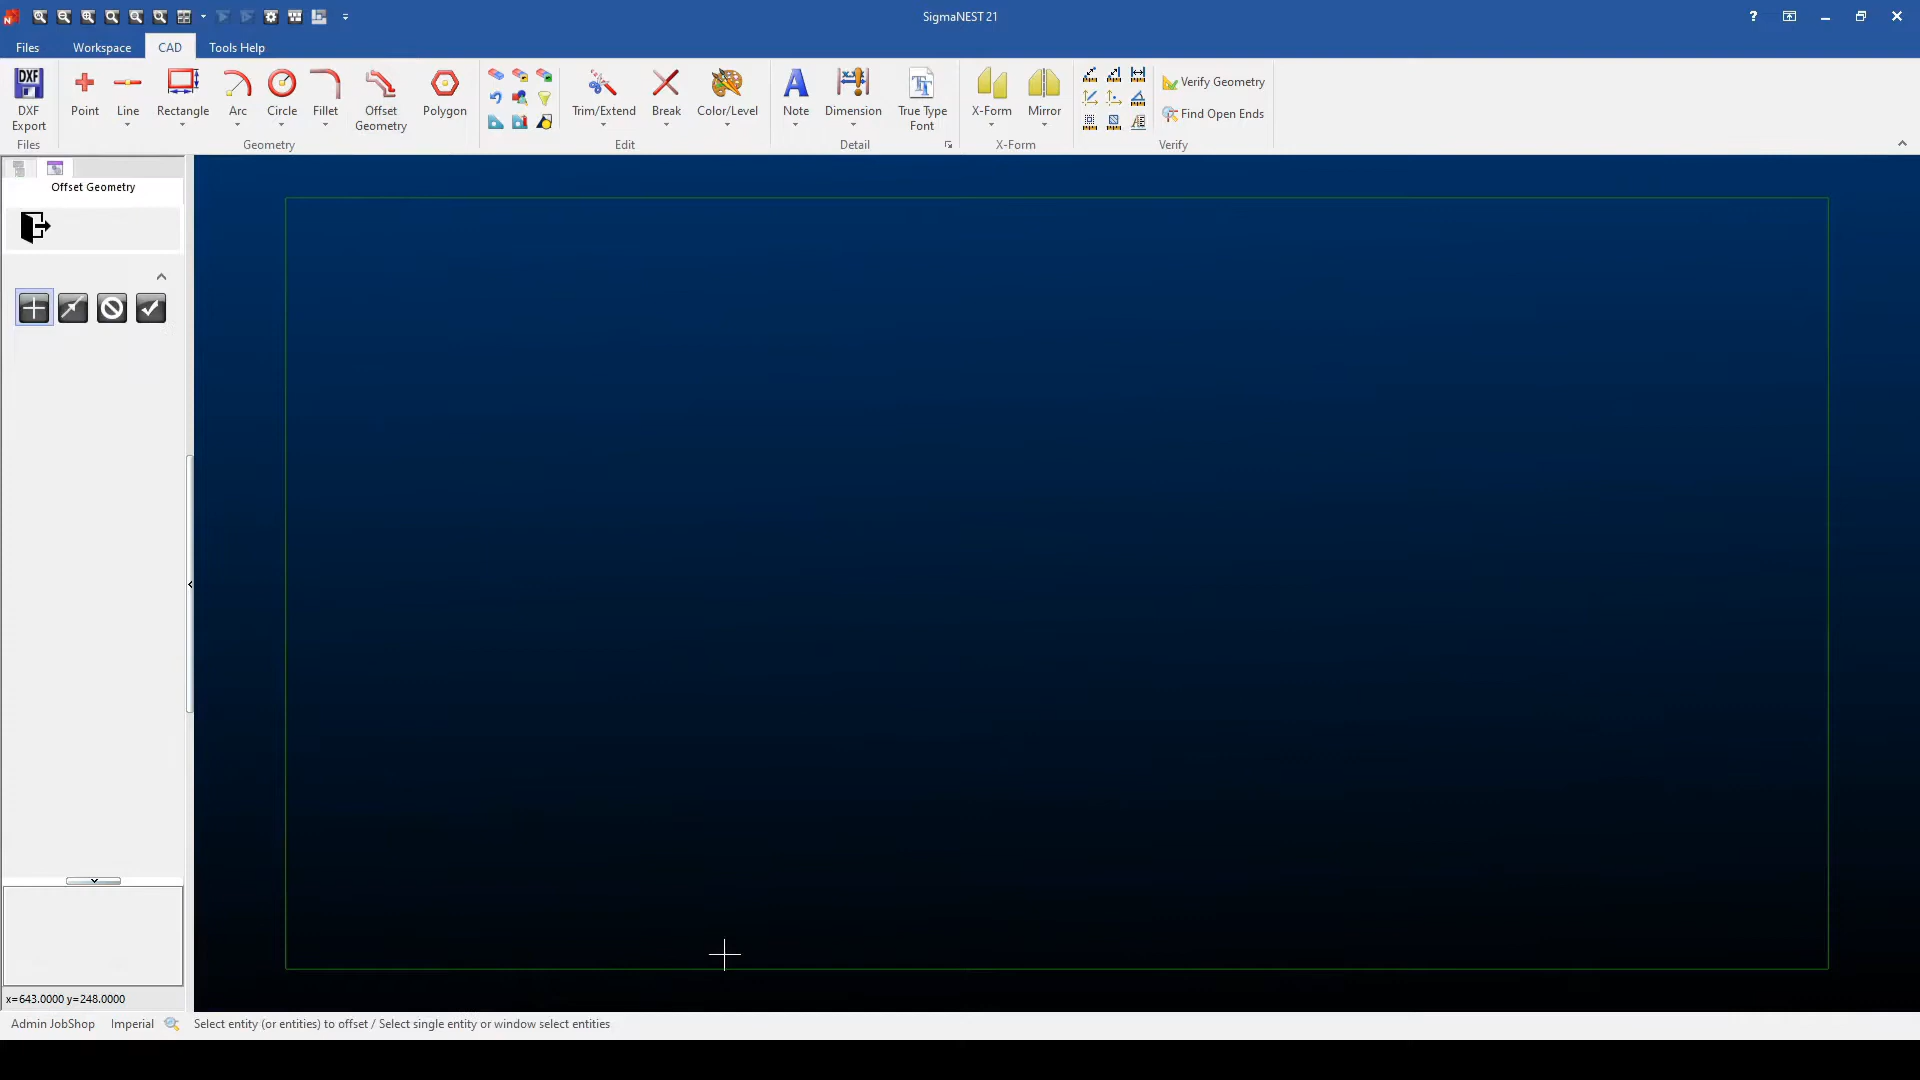 SigmaNEST 21
Files Workspace CAD Tools Help
DXF Export Point Line Rectangle Arc Circle Fillet Offset Geometry Polygon Trim/Extend Break Color/Level Note Dimension True Type Font X-Form Mirror Verify Geometry
Find Open Ends
Files Geometry Edit Detail X-Form Verify
Offset Geometry
x=643.0000 y=248.0000
Admin JobShop Imperial Select entity (or entities) to offset / Select single entity or window select entities